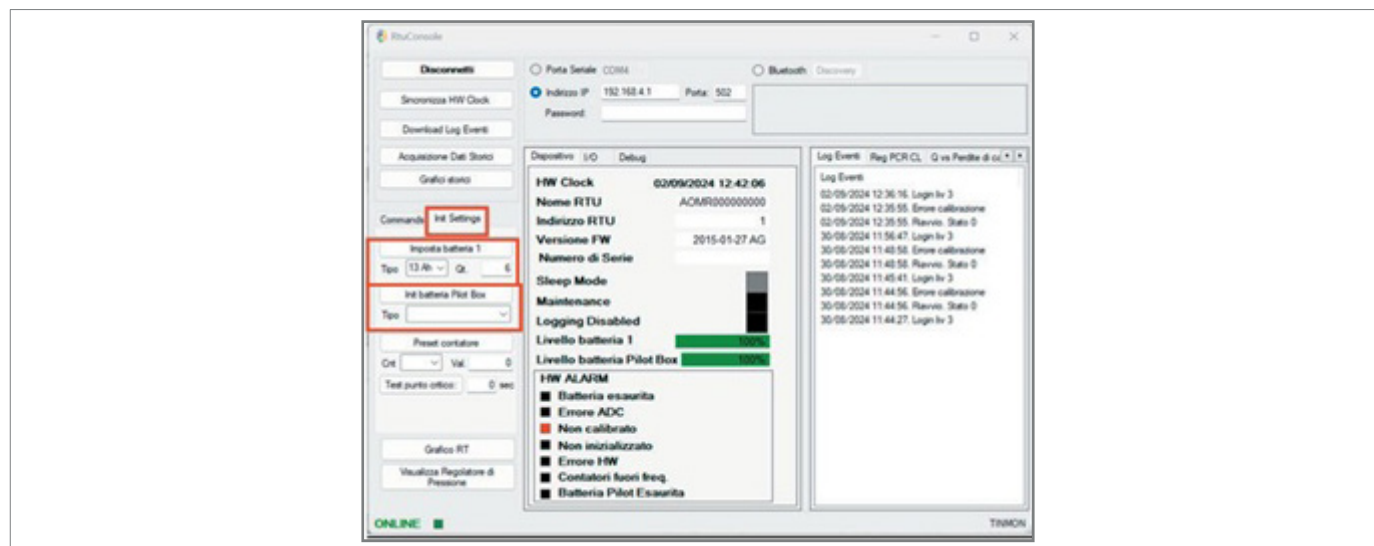 RtuConsole
Disconnetti
Sincronizza HW Clock
Download Log Eventi
Acquisizione Dati Storici
Grafici storici
Commands Init Settings
Imposta batteria 1
Tipo 13 Ah Qt. 6
Init batteria Pilot Box
Tipo
Preset contatore
Cnt Val. 0
Test punto critico: 0 sec
Grafico RT
Visualizza Regolatore di
Pressione
ONLINE
Porta Seriale COM4 Bluetooth Discovery
Indirizzo IP 192.168.4.1 Porta: 502
Password:
Dispositivo I/O Debug
HW Clock 02/09/2024 12:42:06
Nome RTU AOMR000000000
Indirizzo RTU 1
Versione FW 2015-01-27 AG
Numero di Serie
Sleep Mode
Maintenance
Logging Disabled
Livello batteria 1 100%
Livello batteria Pilot Box 100%
HW ALARM
Batteria esaurita
Errore ADC
Non calibrato
Non inizializzato
Errore HW
Contatori fuori freq.
Batteria Pilot Esaurita
Log Eventi Reg PCR CL Q vs Perdite di
Log Eventi
02/09/2024 12:36:16. Login liv 3
02/09/2024 12:35:55. Errore calibrazione
02/09/2024 12:35:55. Riavvio. Stato 0
30/08/2024 11:56:47. Login liv 3
30/08/2024 11:48:58. Errore calibrazione
30/08/2024 11:48:58. Riavvio. Stato 0
30/08/2024 11:45:41. Login liv 3
30/08/2024 11:44:56. Errore calibrazione
30/08/2024 11:44:56. Riavvio. Stato 0
30/08/2024 11:44:27. Login liv 3
TINMON